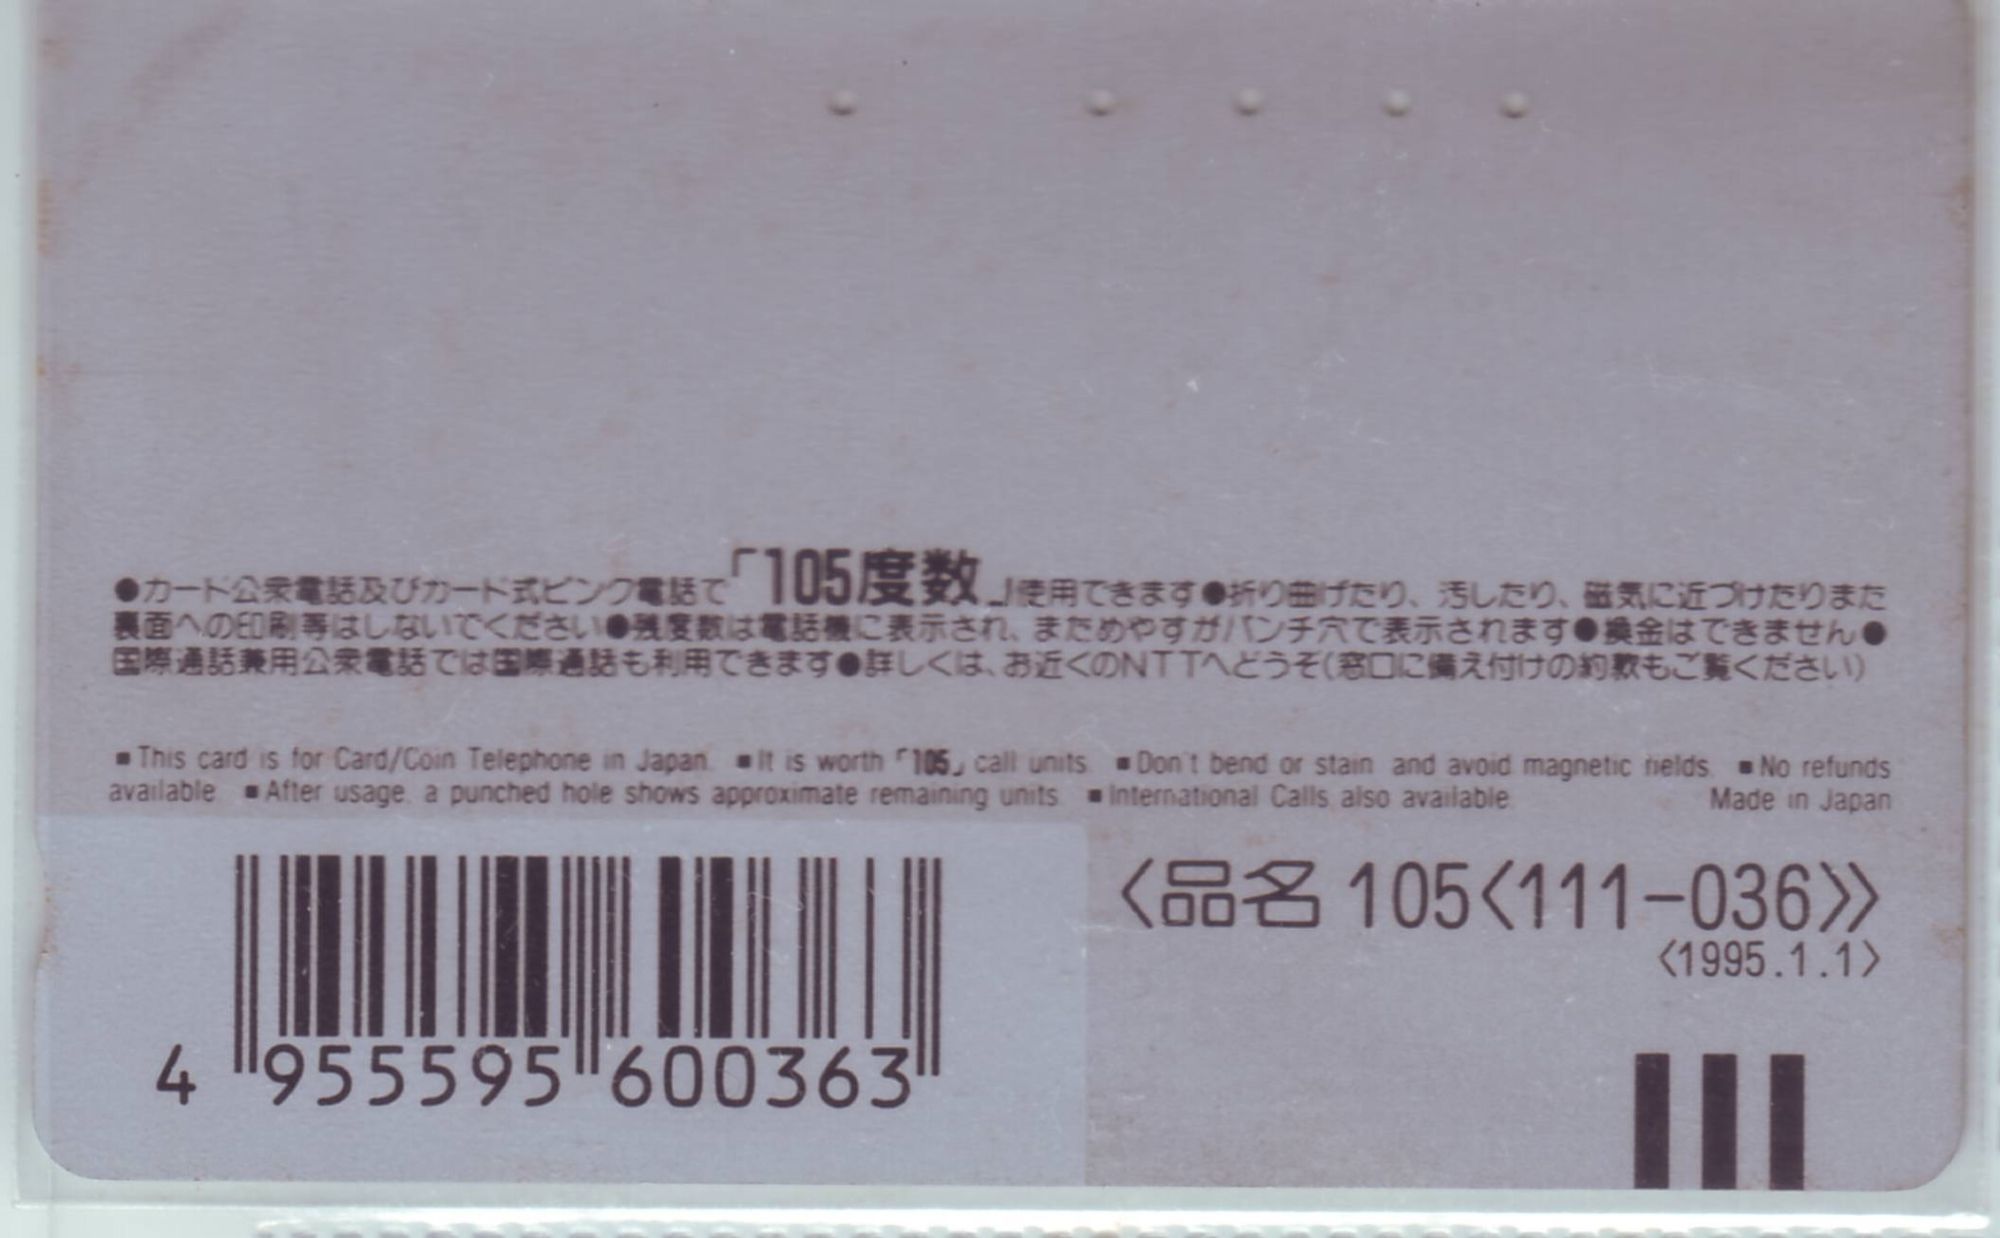 ●カード公衆電話及びカード式ピンク電話で「105度数」使用できます●折り曲げたり、汚したり、磁気に近づけたりまた
裏面への印刷等はしないでください●残度数は電話機に表示され、まためやすがパンチ穴で表示されます●換金はできません●
国際通話兼用公衆電話では国際通話も利用できます●詳しくは、お近くのNTTへどうぞ(窓口に備え付けの約款もご覧ください)
■This card is for Card/Coin Telephone in Japan. ■It is worth「105」call units. ■Don't bend or stain and avoid magnetic fields. ■No refunds
available ■After usage, a punched hole shows approximate remaining units. ■International Calls also available. Made in Japan
〈品名 105〈111-036〉〉
〈1995.1.1〉
4 955595 600363